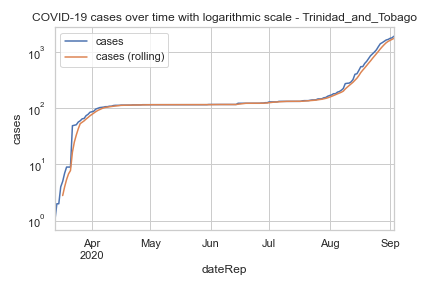 COVID-19 cases over time with logarithmic scale - Trinidad_and_Tobago
cases
cases (rolling)
10³
10²
10¹
10⁰
cases
Apr May Jun Jul Aug Sep
2020
dateRep